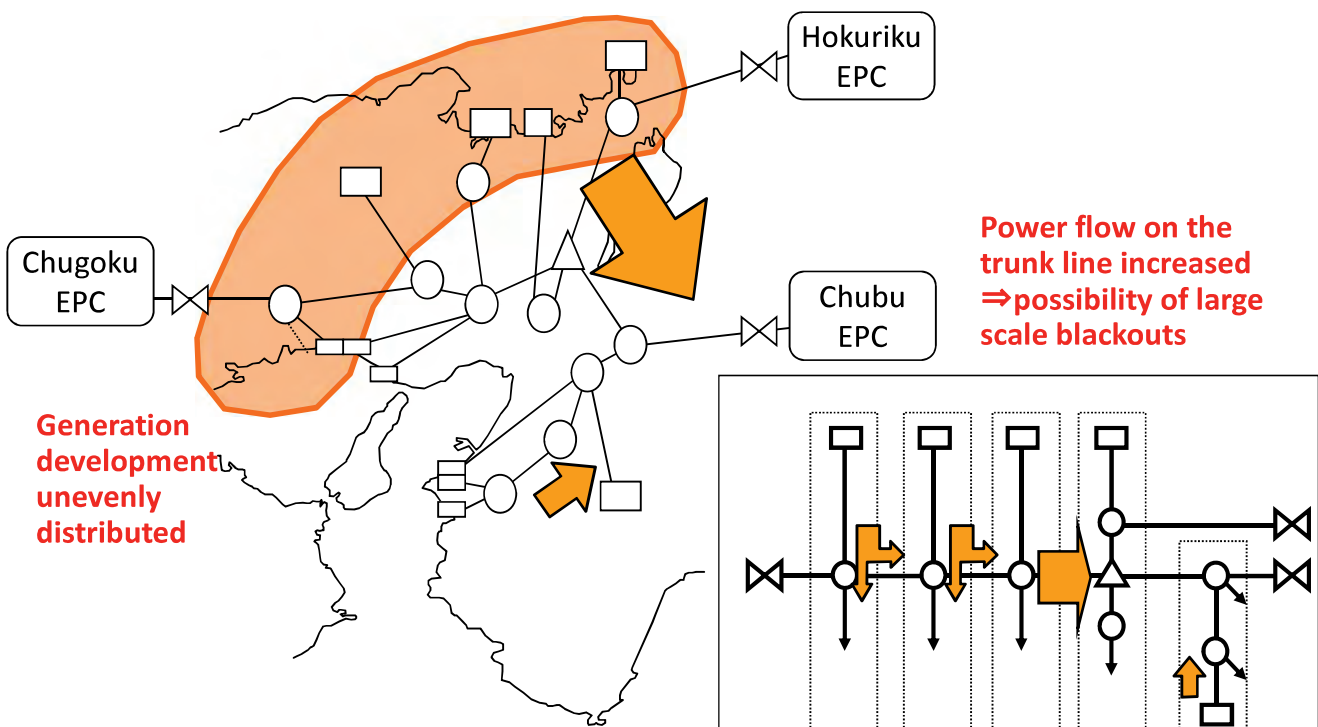 Hokuriku
EPC
Chugoku
EPC
Power flow on the
trunk line increased
⇒possibility of large
scale blackouts
Chubu
EPC
Generation
development
unevenly
distributed